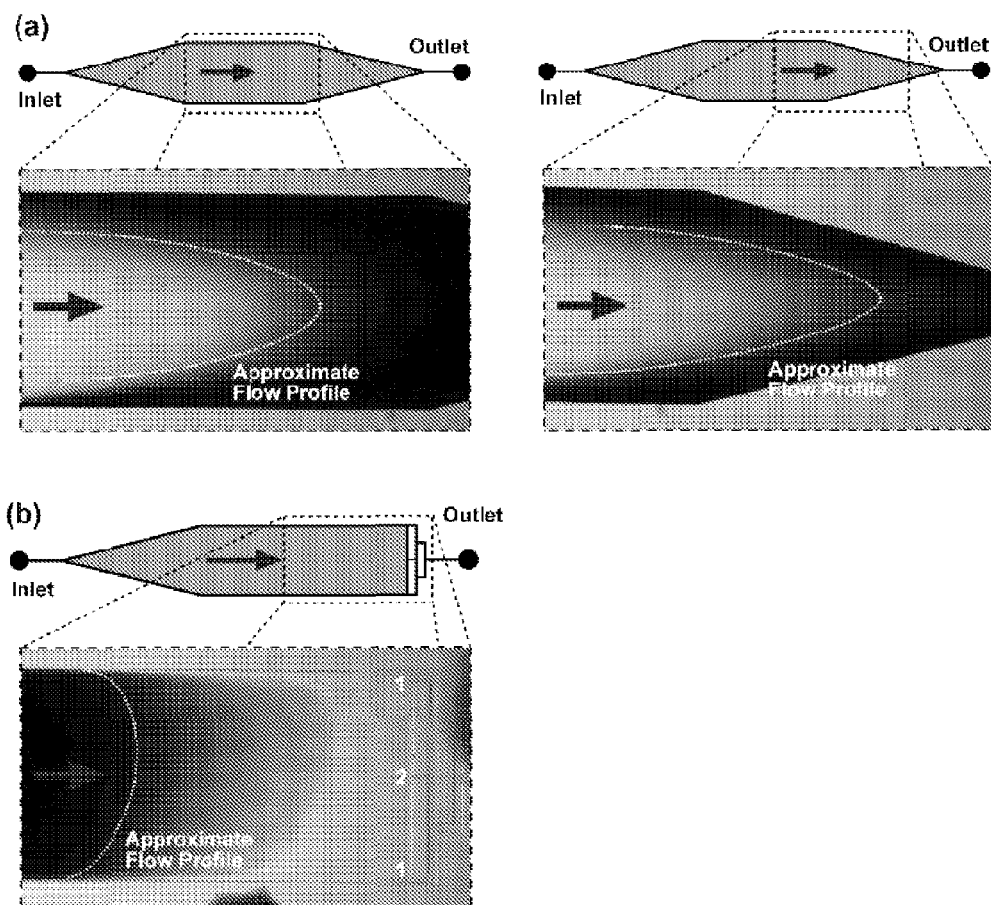 (a)
Outlet
Inlet
Outlet
Inlet
Approximate
Flow Profile
Approximate
Flow Profile
(b)
Outlet
Inlet
1
2
Approximate
Flow Profile
1